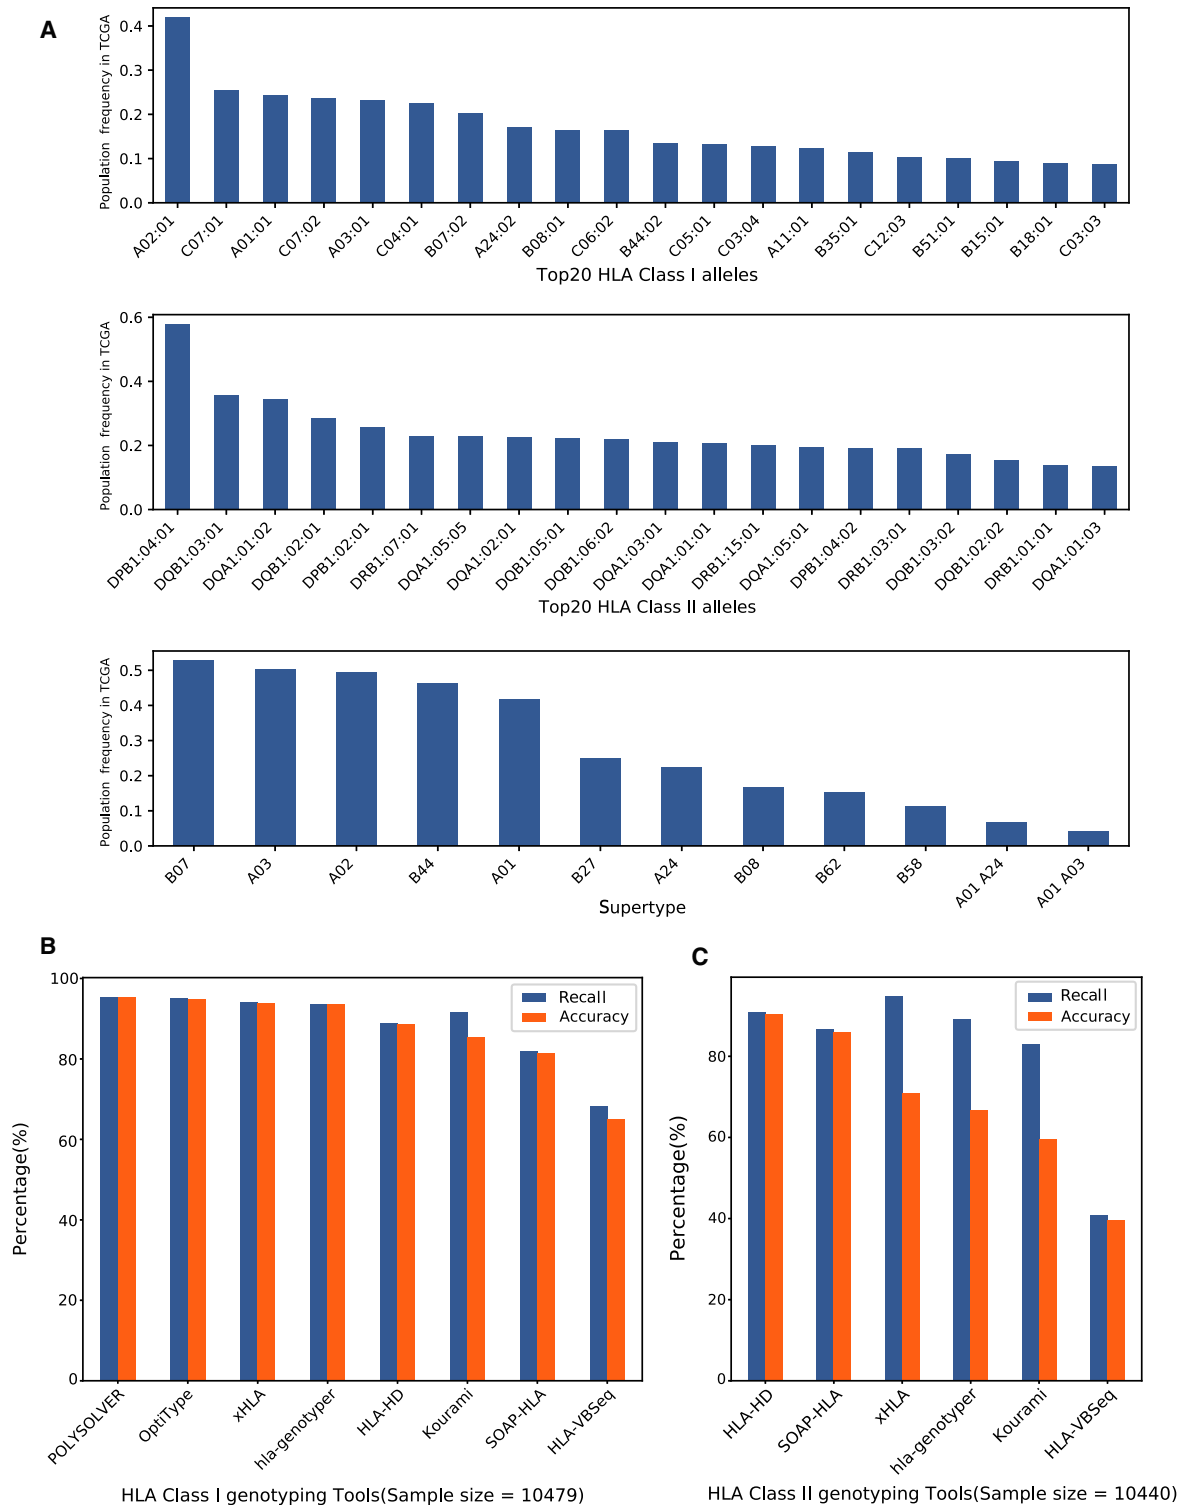 A
Population frequency in TCGA
0.4
0.3
0.2
0.1
0.0
A02:01 C07:01 A01:01 C07:02 A03:01 C04:01 B07:02 A24:02 B08:01 C06:02 B44:02 C05:01 C03:04 A11:01 B35:01 C12:03 B51:01 B15:01 B18:01 C03:03
Top20 HLA Class I alleles
Population frequency in TCGA
0.6
0.4
0.2
0.0
DPB1:04:01 DQB1:03:01 DQA1:01:02 DQB1:02:01 DPB1:02:01 DRB1:07:01 DQA1:05:05 DQA1:02:01 DQB1:05:01 DQB1:06:02 DQA1:03:01 DQA1:01:01 DRB1:15:01 DQA1:05:01 DPB1:04:02 DRB1:03:01 DQB1:03:02 DQB1:02:02 DRB1:01:01 DQA1:01:03
Top20 HLA Class II alleles
Population frequency in TCGA
0.5
0.4
0.3
0.2
0.1
0.0
B07 A03 A02 B44 A01 B27 A24 B08 B62 B58 A01 A24 A01 A03
Supertype
B
Percentage(%)
100
80
60
40
20
0
Recall
Accuracy
POLYSOLVER OptiType xHLA hla-genotyper HLA-HD Kourami SOAP-HLA HLA-VBSeq
HLA Class I genotyping Tools(Sample size = 10479)
C
Percentage(%)
80
60
40
20
0
Recall
Accuracy
HLA-HD SOAP-HLA xHLA hla-genotyper Kourami HLA-VBSeq
HLA Class II genotyping Tools(Sample size = 10440)